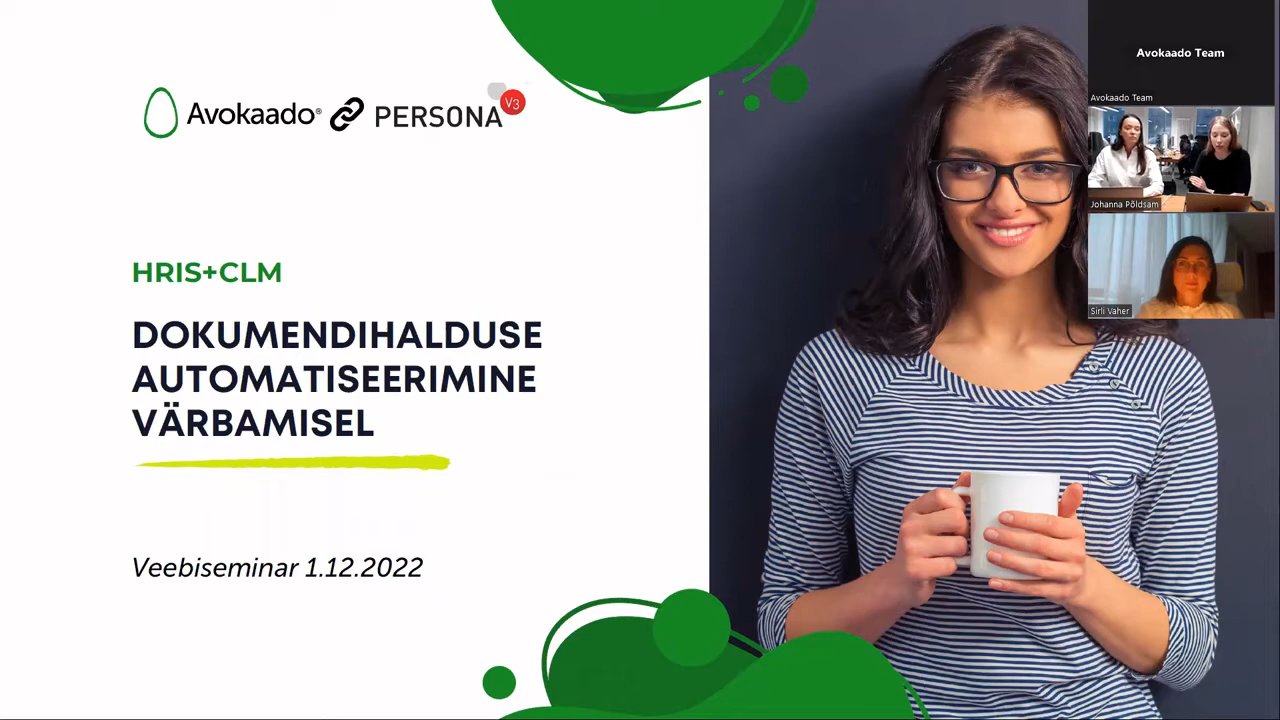 Avokaado®
PERSONA V3
HRIS+CLM
DOKUMENDIHALDUSE
AUTOMATISEERIMINE
VÄRBAMISEL
Veebiseminar 1.12.2022
Avokaado Team
Avokaado Team
Johanna Põldsam
Sirli Vaher